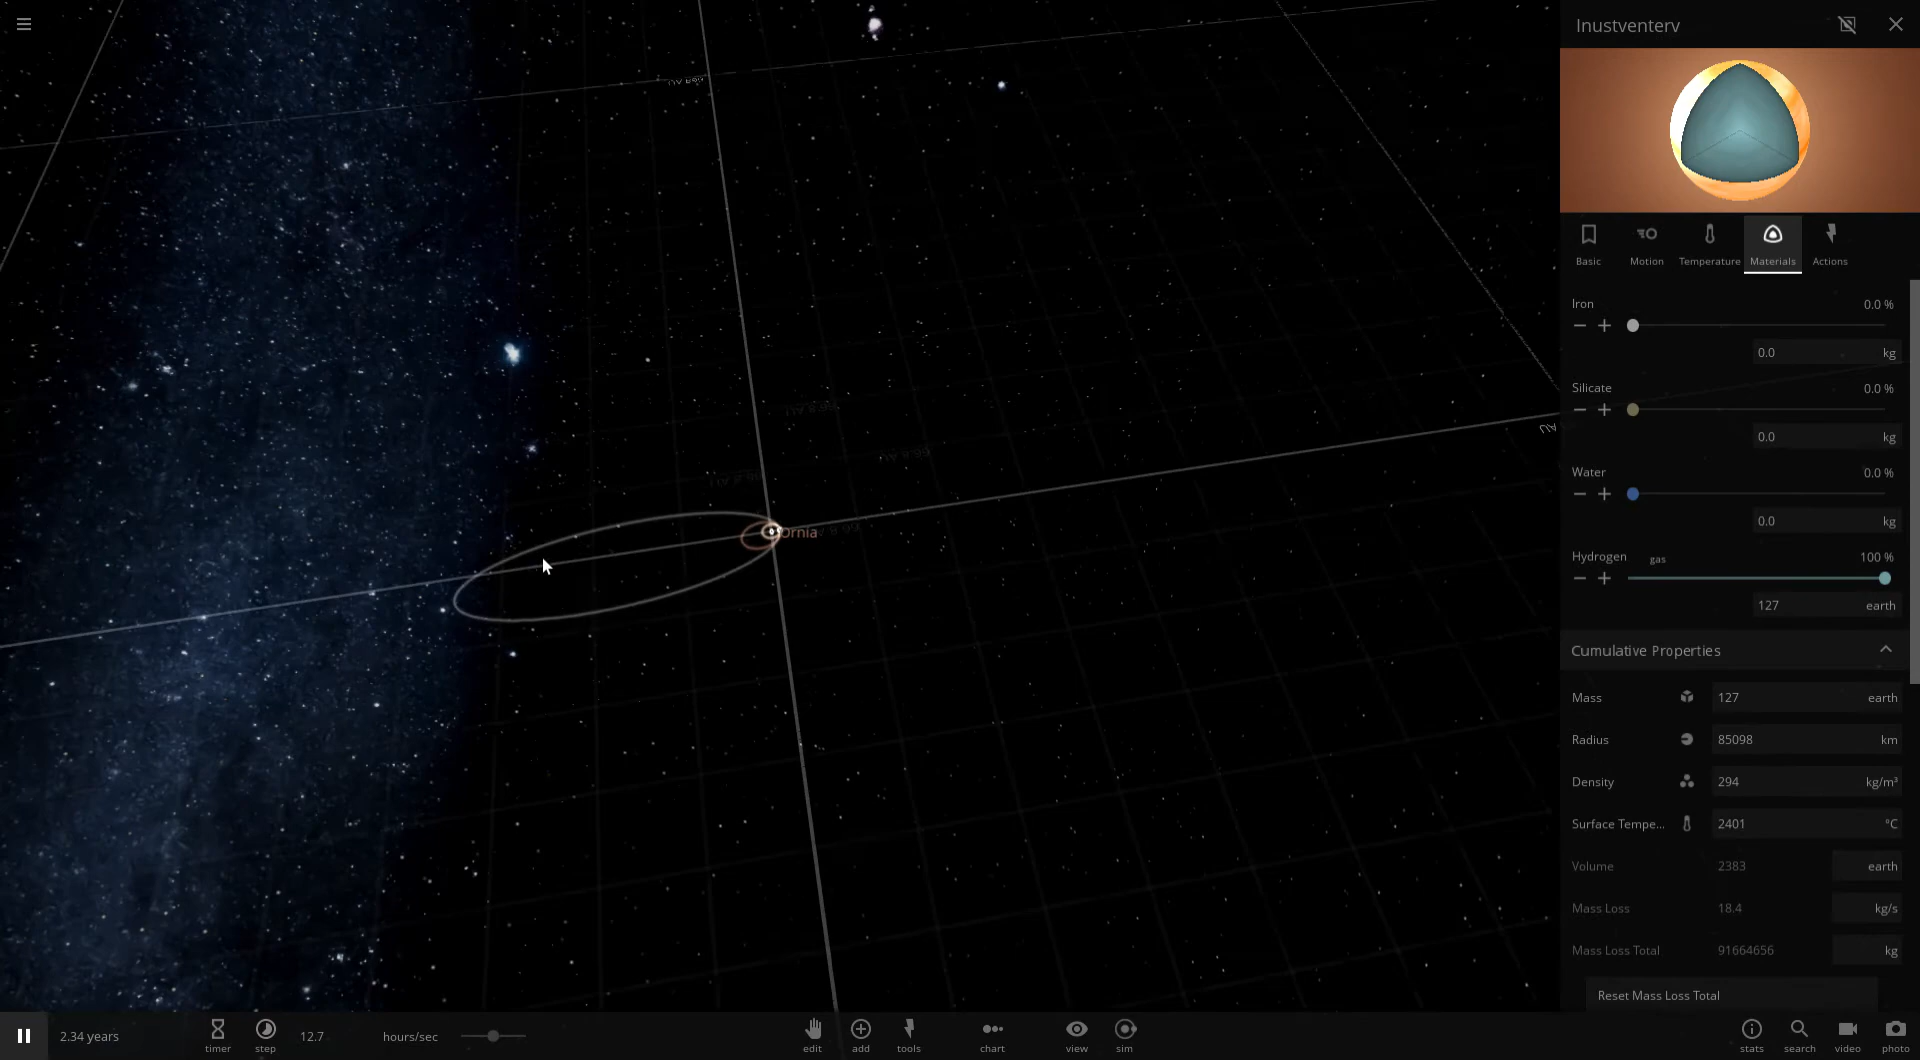 Inustventerv
Basic Motion Temperature Materials Actions
Iron 0.0 %
0.0 kg
Silicate 0.0 %
0.0 kg
Water 0.0 %
0.0 kg
Hydrogen gas 100 %
127 earth
Cumulative Properties
Mass 127 earth
Radius 85098 km
Density 294 kg/m³
Surface Tempe... 2401 °C
Volume 2383 earth
Mass Loss 18.4 kg/s
Mass Loss Total 91664656 kg
Reset Mass Loss Total
Ornia
AU
2.34 years timer step 12.7 hours/sec edit add tools chart view sim stats search video photo